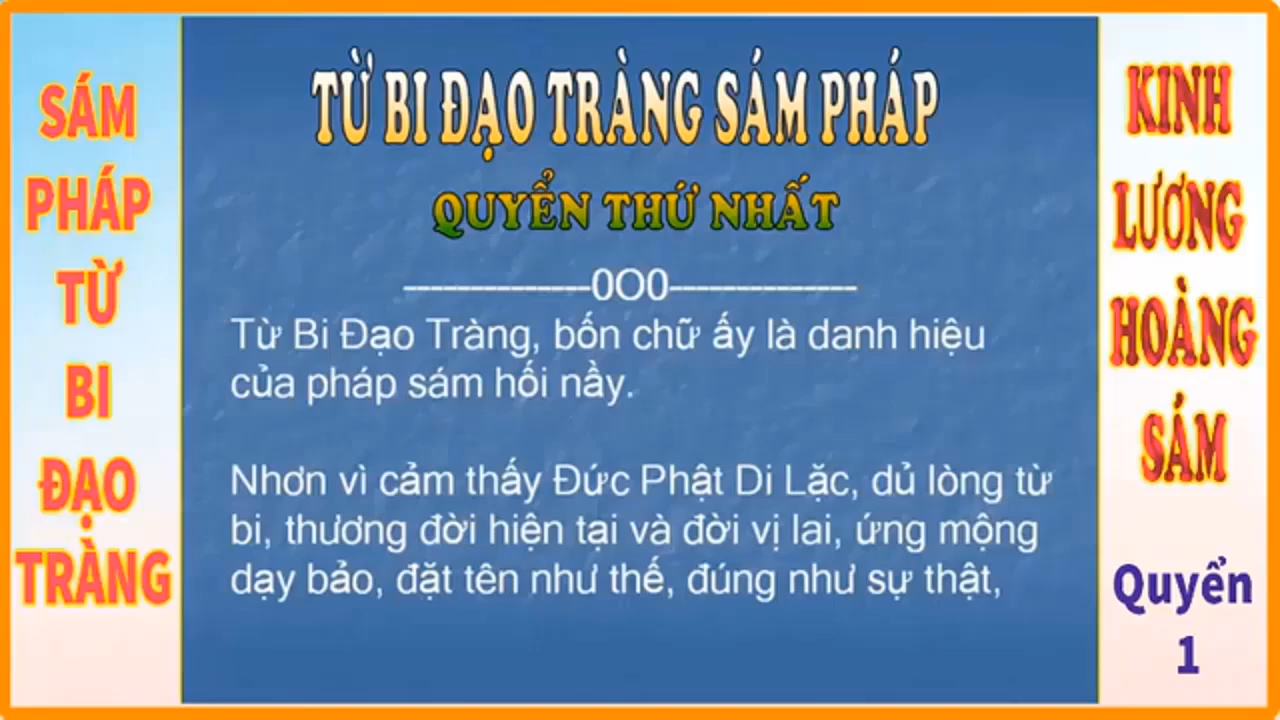 SÁM
PHÁP
TỪ
BI
ĐẠO
TRÀNG
TỪ BI ĐẠO TRÀNG SÁM PHÁP
QUYỂN THỨ NHẤT
--------------0O0--------------
Từ Bi Đạo Tràng, bốn chữ ấy là danh hiệu
của pháp sám hối nầy.
Nhơn vì cảm thấy Đức Phật Di Lặc, dủ lòng từ
bi, thương đời hiện tại và đời vị lai, ứng mộng
dạy bảo, đặt tên như thế, đúng như sự thật,
KINH
LƯƠNG
HOÀNG
SÁM
Quyển
1